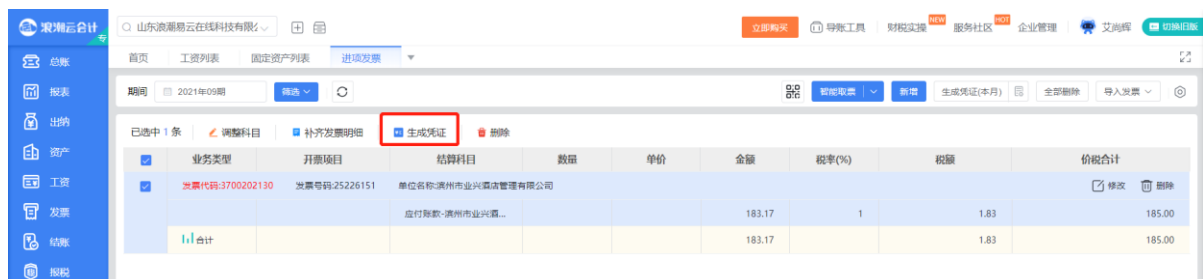 浪潮云会计
专
山东浪潮易云在线科技有限公
立即购买
导账工具
财税实操
NEW
服务社区
HOT
企业管理
艾尚辉
切换旧版
总账
首页
工资列表
固定资产列表
进项发票
报表
期间
2021年09期
筛选
智能取票
新增
生成凭证(本月)
全部删除
导入发票
出纳
已选中 1 条
调整科目
补齐发票明细
生成凭证
删除
资产
业务类型 开票项目 结算科目 数量 单价 金额 税率(%) 税额 价税合计
工资
发票代码:3700202130 发票号码:25226151 单位名称:滨州市业兴酒店管理有限公司
修改
删除
发票
应付账款-滨州市业兴酒... 183.17 1 1.83 185.00
结账
合计 183.17 1.83 185.00
报税